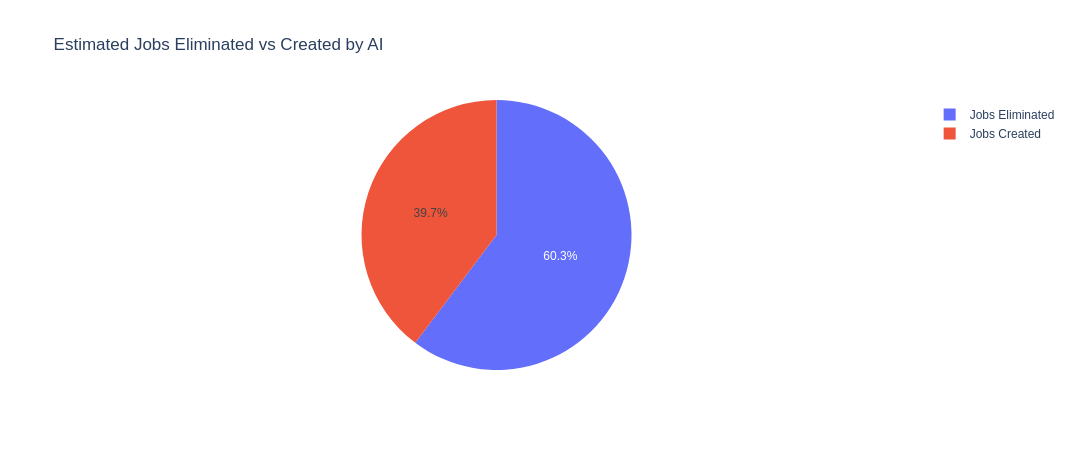 Estimated Jobs Eliminated vs Created by AI
Jobs Eliminated
Jobs Created
39.7%
60.3%